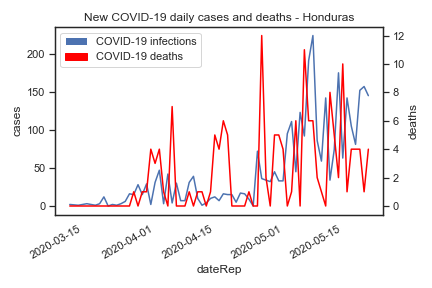 New COVID-19 daily cases and deaths - Honduras
COVID-19 infections
COVID-19 deaths
cases
200
150
100
50
0
deaths
12
10
8
6
4
2
0
2020-03-15
2020-04-01
2020-04-15
2020-05-01
2020-05-15
dateRep